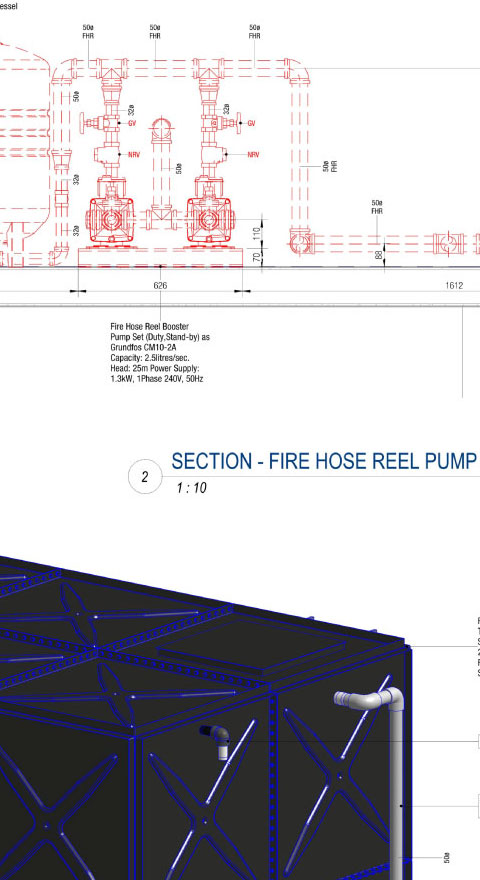 essel
50ø
FHR
50ø
FHR
50ø
FHR
50ø
32ø
GV
32ø
GV
NRV
NRV
50ø
32ø
50ø
FHR
50ø
FHR
32ø
110
70
88
626
1612
Fire Hose Reel Booster
Pump Set (Duty,Stand-by) as
Grundfos CM10-2A
Capacity: 2.5litres/sec.
Head: 25m Power Supply:
1.3kW, 1Phase 240V, 50Hz
2
SECTION - FIRE HOSE REEL PUMP
1 : 10
50ø